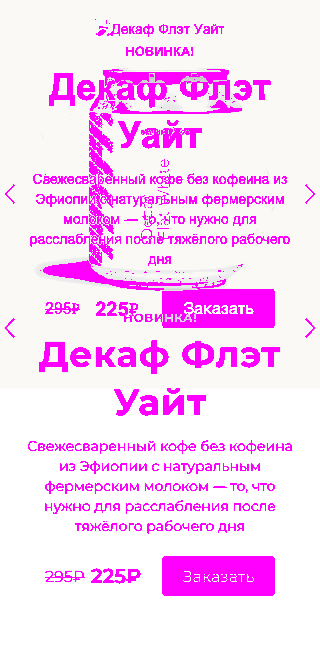 Декаф Флэт Уайт
НОВИНКА!
Декаф Флэт
Уайт
Свежесваренный кофе без кофеина из
Эфиопии с натуральным фермерским
молоком — то, что нужно для
расслабления после тяжёлого рабочего
дня
295₽ 225₽ Заказать
НОВИНКА!
Декаф Флэт
Уайт
Свежесваренный кофе без кофеина
из Эфиопии с натуральным
фермерским молоком — то, что
нужно для расслабления после
тяжёлого рабочего дня
295₽ 225₽ Заказать